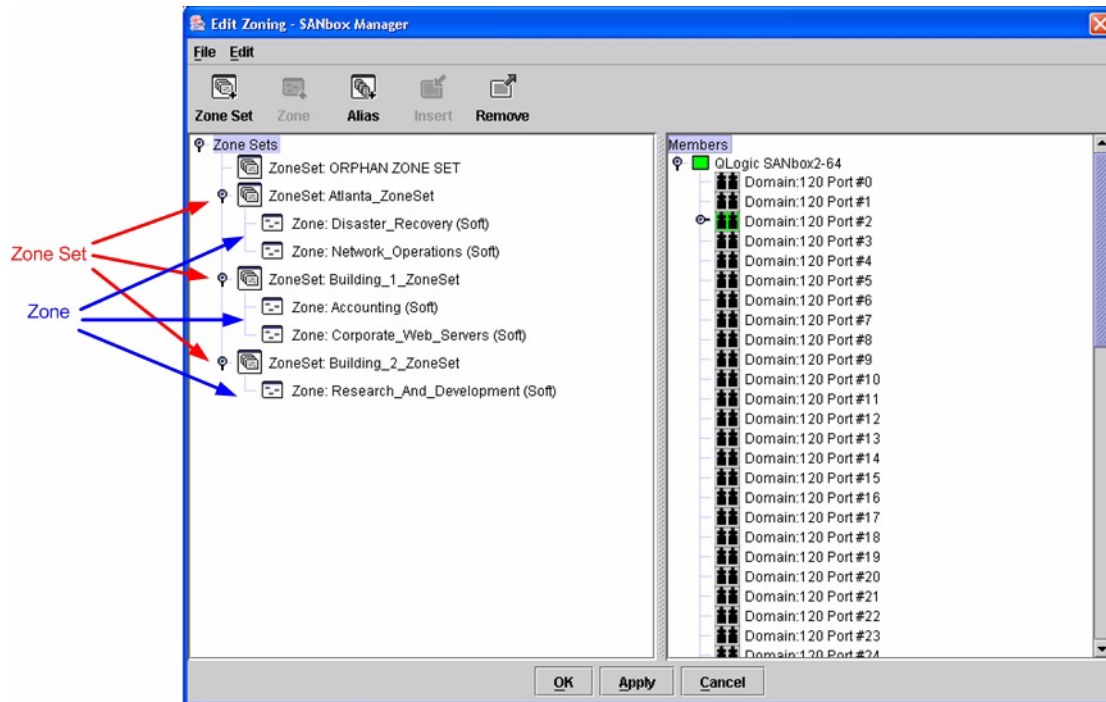 Edit Zoning - SANbox Manager
File Edit
Zone Set Zone Alias Insert Remove
Zone Sets
ZoneSet: ORPHAN ZONE SET
ZoneSet: Atlanta_ZoneSet
Zone: Disaster_Recovery (Soft)
Zone: Network_Operations (Soft)
ZoneSet: Building_1_ZoneSet
Zone: Accounting (Soft)
Zone: Corporate_Web_Servers (Soft)
ZoneSet: Building_2_ZoneSet
Zone: Research_And_Development (Soft)
Zone Set
Zone
Members
QLogic SANbox2-64
Domain:120 Port#0
Domain:120 Port#1
Domain:120 Port#2
Domain:120 Port#3
Domain:120 Port#4
Domain:120 Port#5
Domain:120 Port#6
Domain:120 Port#7
Domain:120 Port#8
Domain:120 Port#9
Domain:120 Port#10
Domain:120 Port#11
Domain:120 Port#12
Domain:120 Port#13
Domain:120 Port#14
Domain:120 Port#15
Domain:120 Port#16
Domain:120 Port#17
Domain:120 Port#18
Domain:120 Port#19
Domain:120 Port#20
Domain:120 Port#21
Domain:120 Port#22
Domain:120 Port#23
Domain:120 Port#24
OK Apply Cancel